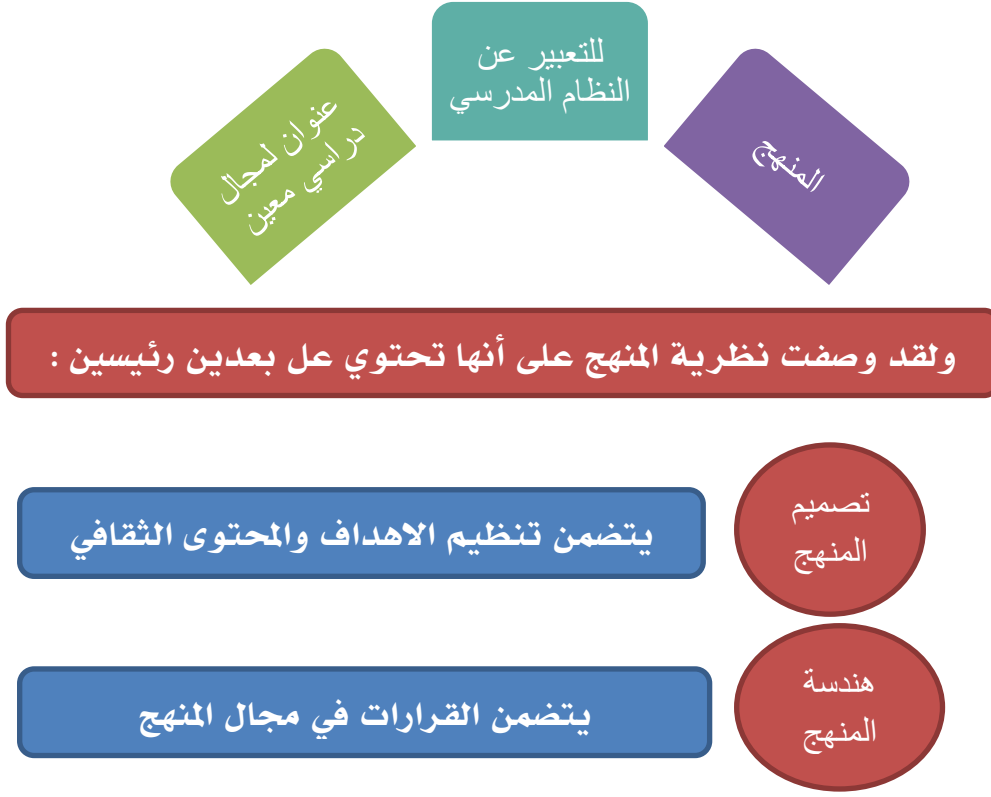 المنهج
للتعبير عن
النظام المدرسي
عنوان لمجال
دراسي معين
ولقد وصفت نظرية المنهج على أنها تحتوي عل بعدين رئيسين :
تصميم
المنهج
يتضمن تنظيم الاهداف والمحتوى الثقافي
هندسة
المنهج
يتضمن القرارات في مجال المنهج